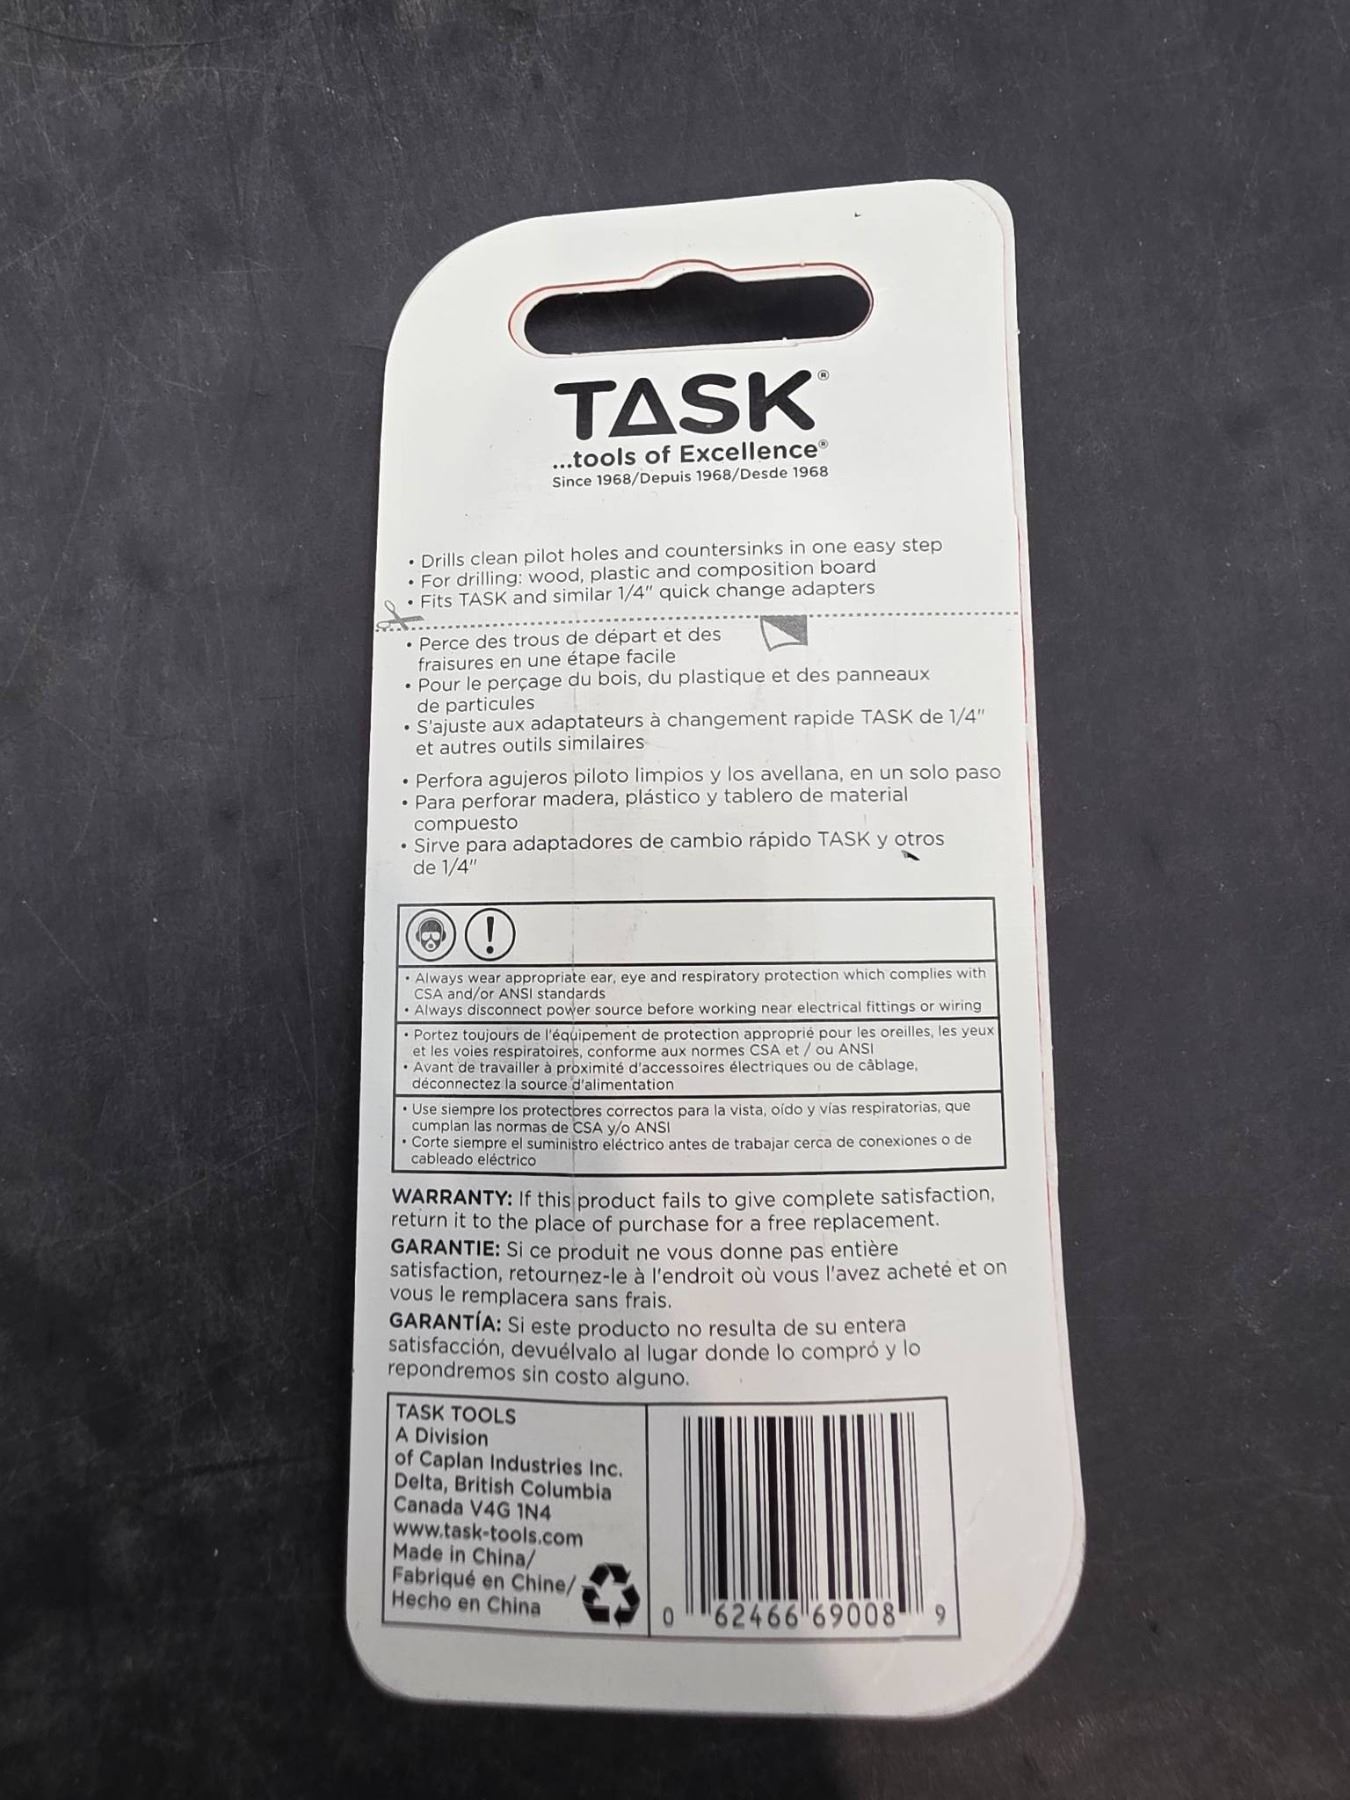 TASK®
...tools of Excellence®
Since 1968/Depuis 1968/Desde 1968
• Drills clean pilot holes and countersinks in one easy step
• For drilling: wood, plastic and composition board
• Fits TASK and similar 1/4" quick change adapters
• Perce des trous de départ et des
fraisures en une étape facile
• Pour le perçage du bois, du plastique et des panneaux
de particules
• S'ajuste aux adaptateurs à changement rapide TASK de 1/4"
et autres outils similaires
• Perfora agujeros piloto limpios y los avellana, en un solo paso
• Para perforar madera, plástico y tablero de material
compuesto
• Sirve para adaptadores de cambio rápido TASK y otros
de 1/4"
• Always wear appropriate ear, eye and respiratory protection which complies with
CSA and/or ANSI standards
• Always disconnect power source before working near electrical fittings or wiring
• Portez toujours de l'équipement de protection approprié pour les oreilles, les yeux
et les voies respiratoires, conforme aux normes CSA et / ou ANSI
• Avant de travailler à proximité d'accessoires électriques ou de câblage,
déconnectez la source d'alimentation
• Use siempre los protectores correctos para la vista, oído y vías respiratorias, que
cumplan las normas de CSA y/o ANSI
• Corte siempre el suministro eléctrico antes de trabajar cerca de conexiones o de
cableado eléctrico
WARRANTY: If this product fails to give complete satisfaction,
return it to the place of purchase for a free replacement.
GARANTIE: Si ce produit ne vous donne pas entière
satisfaction, retournez-le à l'endroit où vous l'avez acheté et on
vous le remplacera sans frais.
GARANTÍA: Si este producto no resulta de su entera
satisfacción, devuélvalo al lugar donde lo compró y lo
repondremos sin costo alguno.
TASK TOOLS
A Division
of Caplan Industries Inc.
Delta, British Columbia
Canada V4G 1N4
www.task-tools.com
Made in China/
Fabriqué en Chine/
Hecho en China
0 62466 69008 9